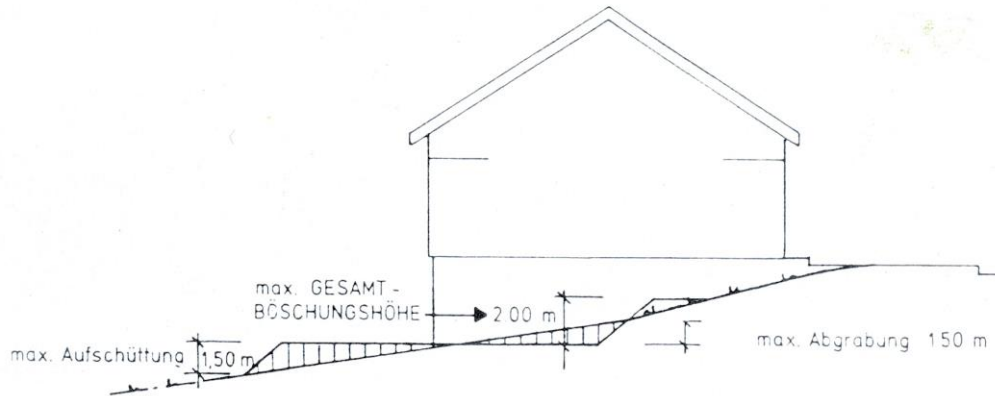 max. GESAMT-
BÖSCHUNGSHÖHE 2 00 m
max. Aufschüttung 1,50 m
max. Abgrabung 1 50 m